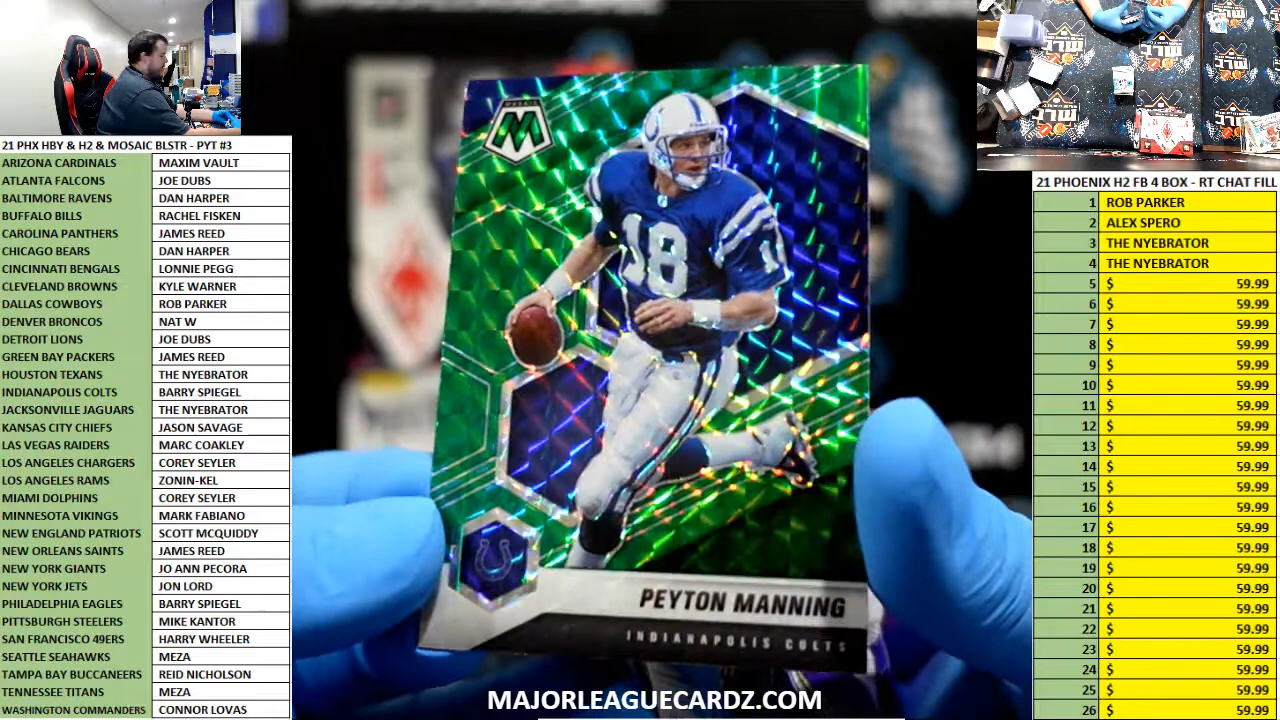 21 PHX HBY & H2 & MOSAIC BLSTR - PYT #3
ARIZONA CARDINALS MAXIM VAULT
ATLANTA FALCONS JOE DUBS
BALTIMORE RAVENS DAN HARPER
BUFFALO BILLS RACHEL FISKEN
CAROLINA PANTHERS JAMES REED
CHICAGO BEARS DAN HARPER
CINCINNATI BENGALS LONNIE PEGG
CLEVELAND BROWNS KYLE WARNER
DALLAS COWBOYS ROB PARKER
DENVER BRONCOS NAT W
DETROIT LIONS JOE DUBS
GREEN BAY PACKERS JAMES REED
HOUSTON TEXANS THE NYEBRATOR
INDIANAPOLIS COLTS BARRY SPIEGEL
JACKSONVILLE JAGUARS THE NYEBRATOR
KANSAS CITY CHIEFS JASON SAVAGE
LAS VEGAS RAIDERS MARC COAKLEY
LOS ANGELES CHARGERS COREY SEYLER
LOS ANGELES RAMS ZONIN-KEL
MIAMI DOLPHINS COREY SEYLER
MINNESOTA VIKINGS MARK FABIANO
NEW ENGLAND PATRIOTS SCOTT MCQUIDDY
NEW ORLEANS SAINTS JAMES REED
NEW YORK GIANTS JO ANN PECORA
NEW YORK JETS JON LORD
PHILADELPHIA EAGLES BARRY SPIEGEL
PITTSBURGH STEELERS MIKE KANTOR
SAN FRANCISCO 49ERS HARRY WHEELER
SEATTLE SEAHAWKS MEZA
TAMPA BAY BUCCANEERS REID NICHOLSON
TENNESSEE TITANS MEZA
WASHINGTON COMMANDERS CONNOR LOVAS
MOSAIC
M
18
PEYTON MANNING
INDIANAPOLIS COLTS
MAJORLEAGUECARDZ.COM
MLC
21 PHOENIX H2 FB 4 BOX - RT CHAT FILL
1 ROB PARKER
2 ALEX SPERO
3 THE NYEBRATOR
4 THE NYEBRATOR
5 $ 59.99
6 $ 59.99
7 $ 59.99
8 $ 59.99
9 $ 59.99
10 $ 59.99
11 $ 59.99
12 $ 59.99
13 $ 59.99
14 $ 59.99
15 $ 59.99
16 $ 59.99
17 $ 59.99
18 $ 59.99
19 $ 59.99
20 $ 59.99
21 $ 59.99
22 $ 59.99
23 $ 59.99
24 $ 59.99
25 $ 59.99
26 $ 59.99